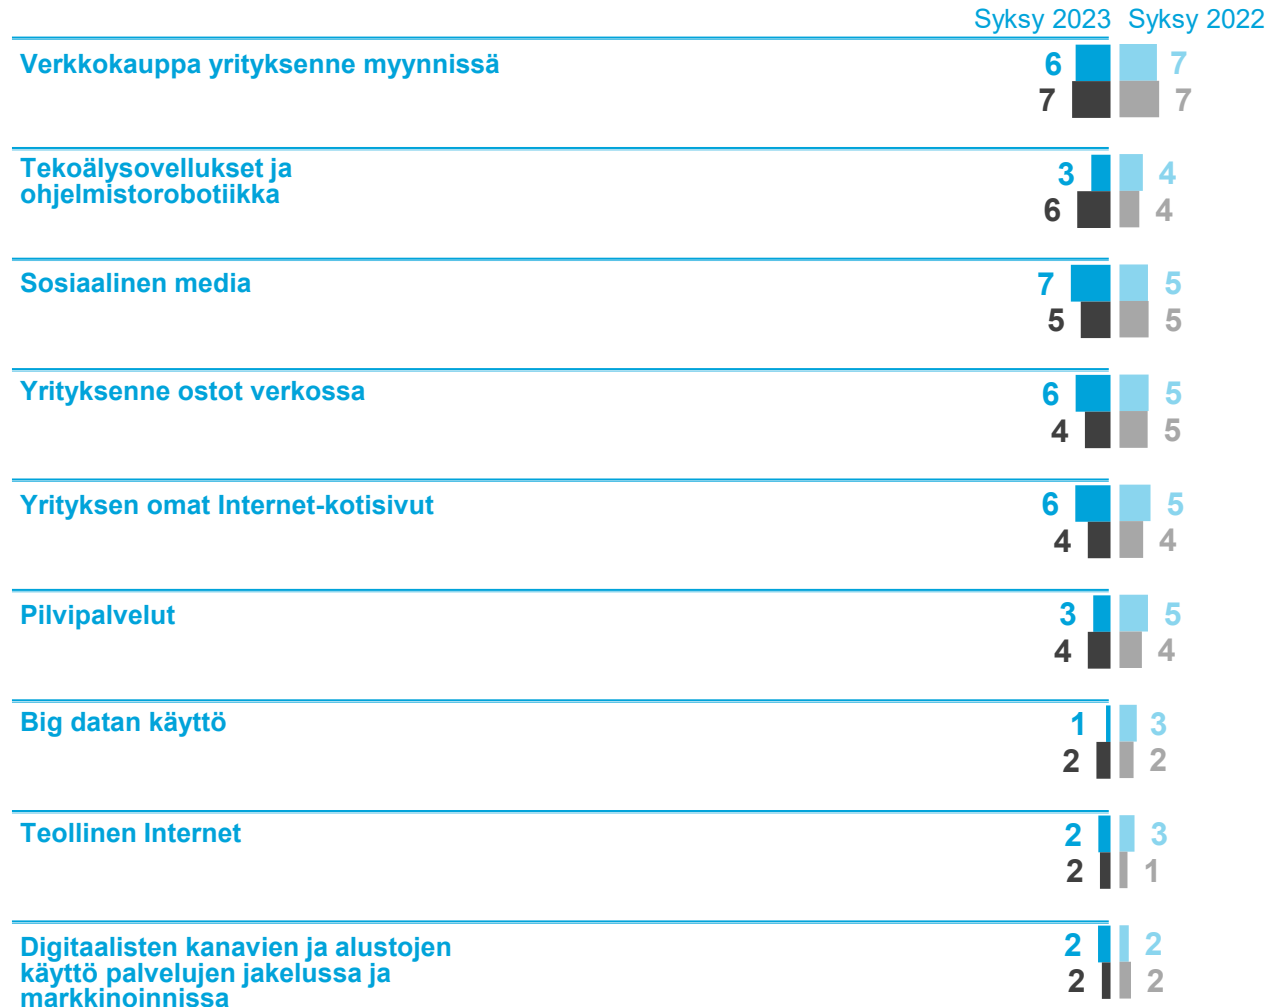 Syksy 2023 Syksy 2022
Verkkokauppa yrityksenne myynnissä
6 7
7 7
Tekoälysovellukset ja
ohjelmistorobotiikka
3 4
6 4
Sosiaalinen media
7 5
5 5
Yrityksenne ostot verkossa
6 5
4 5
Yrityksen omat Internet-kotisivut
6 5
4 4
Pilvipalvelut
3 5
4 4
Big datan käyttö
1 3
2 2
Teollinen Internet
2 3
2 1
Digitaalisten kanavien ja alustojen
käyttö palvelujen jakelussa ja
markkinoinnissa
2 2
2 2